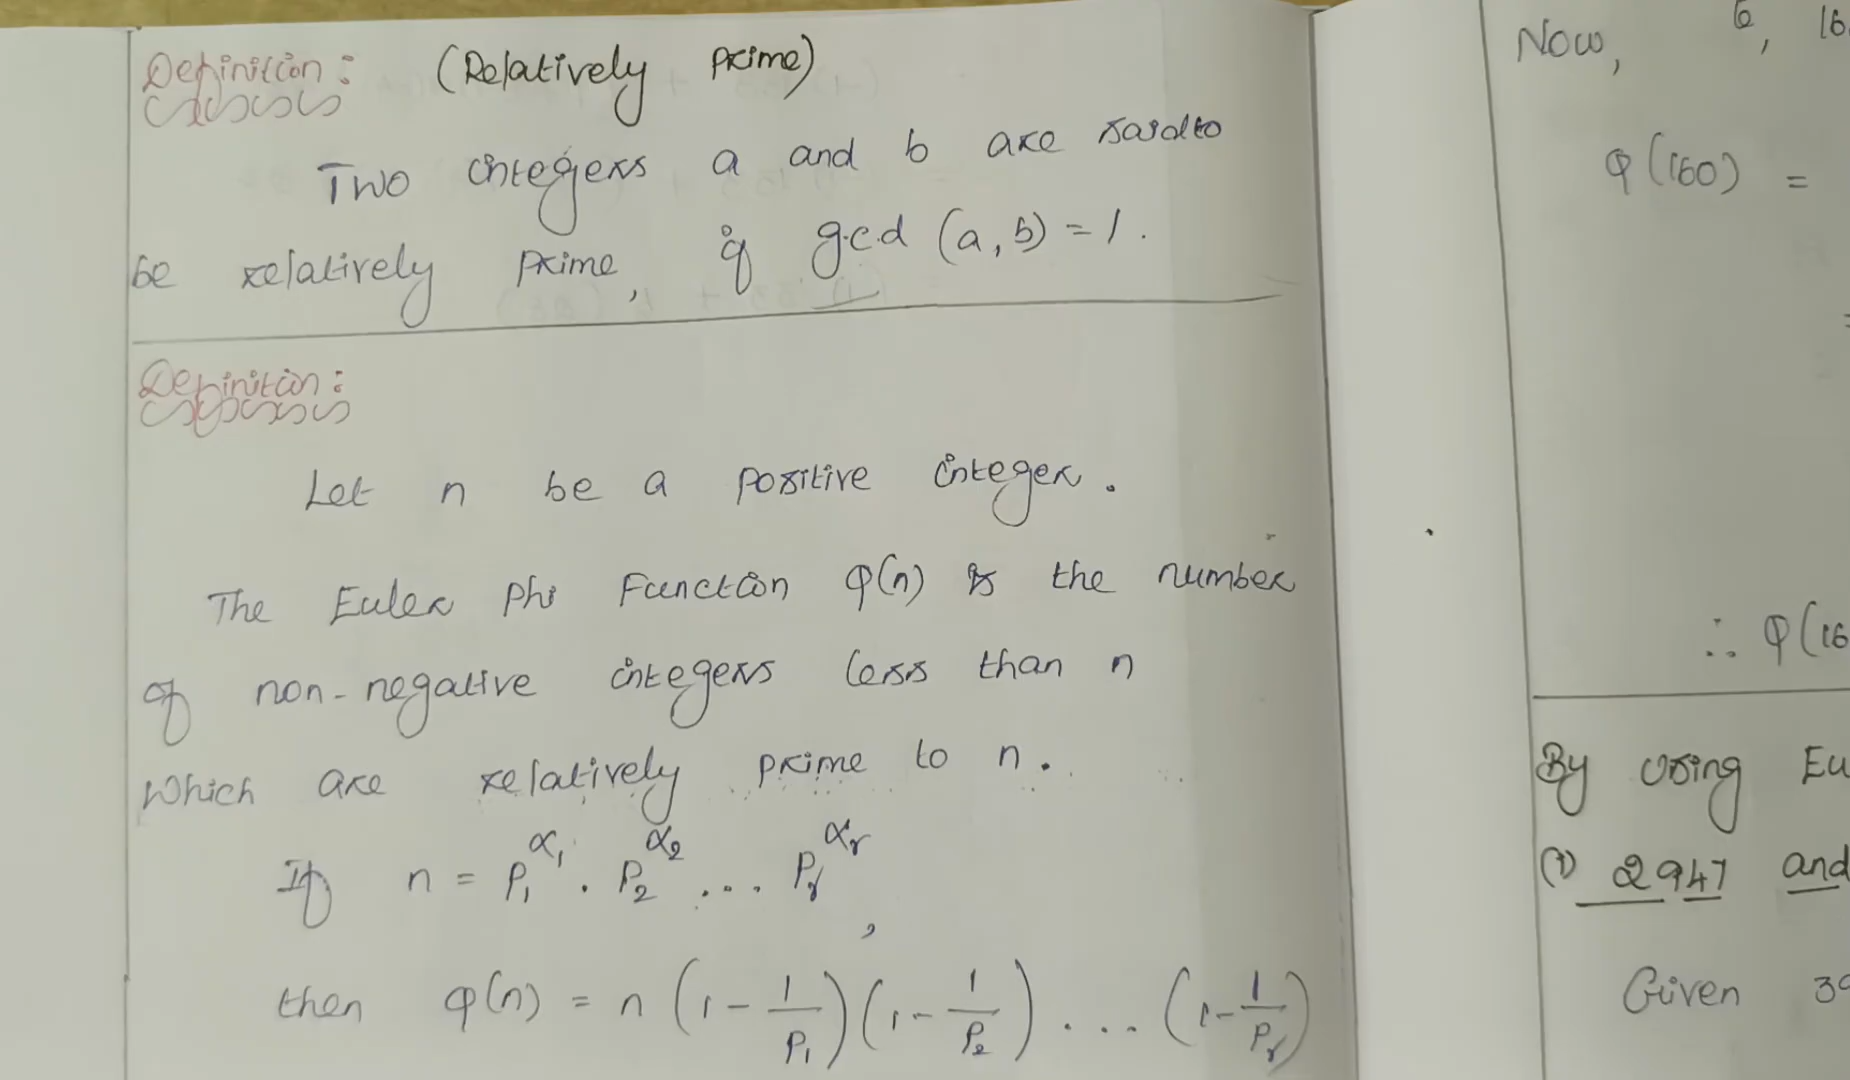 Definition: (Relatively prime)
Two integers a and b are said to
be relatively prime, if g.c.d (a, b) = 1.
Definition:
Let n be a positive integer.
The Euler phi Function φ(n) is the number
of non-negative integers less than n
which are relatively prime to n.
If n = p₁^α₁ . p₂^α₂ ... pᵣ^αᵣ,
then φ(n) = n (1 - 1/p₁) (1 - 1/p₂) .... (1 - 1/pᵣ)
Now, 6, 16
φ(160) =
=
∴ φ(16
By using Eu
(1) 2947 and
Given 39